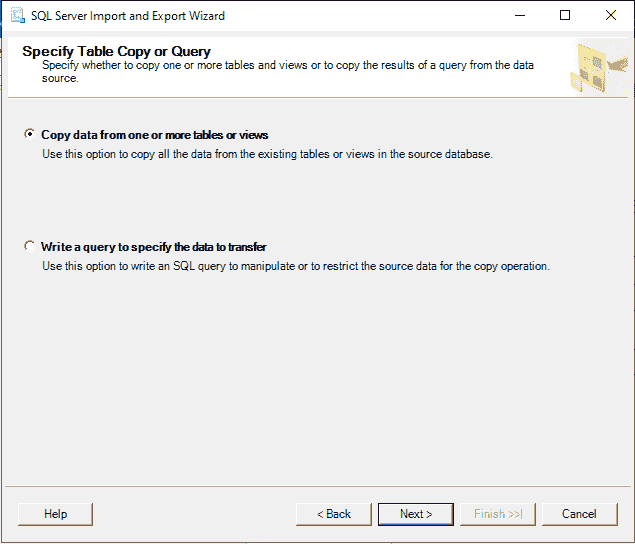 SQL Server Import and Export Wizard
Specify Table Copy or Query
Specify whether to copy one or more tables and views or to copy the results of a query from the data
source.
Copy data from one or more tables or views
Use this option to copy all the data from the existing tables or views in the source database.
Write a query to specify the data to transfer
Use this option to write an SQL query to manipulate or to restrict the source data for the copy operation.
Help
< Back
Next >
Finish >>|
Cancel